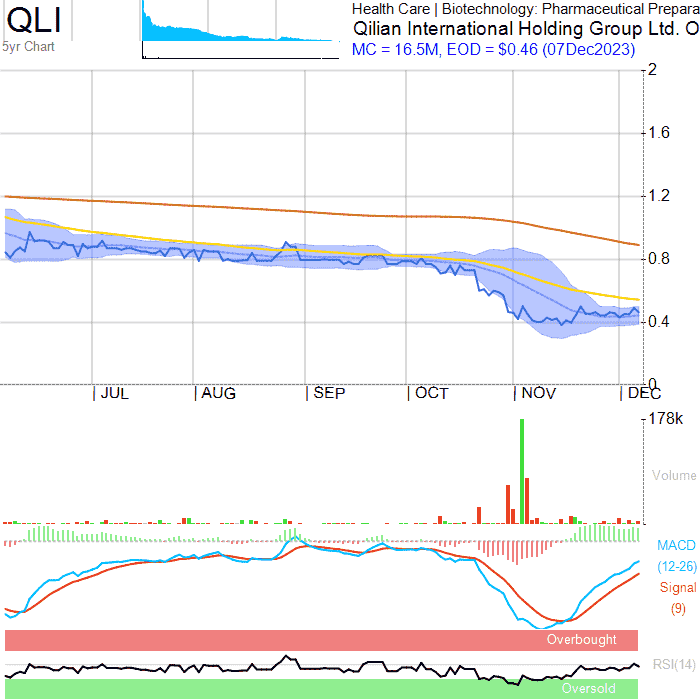 QLI
5yr Chart
Health Care | Biotechnology: Pharmaceutical Prepara
Qilian International Holding Group Ltd. O
MC = 16.5M, EOD = $0.46 (07Dec2023)
2
1.6
1.2
0.8
0.4
0
JUL AUG SEP OCT NOV DEC
178k
Volume
MACD
(12-26)
Signal
(9)
Overbought
RSI(14)
Oversold